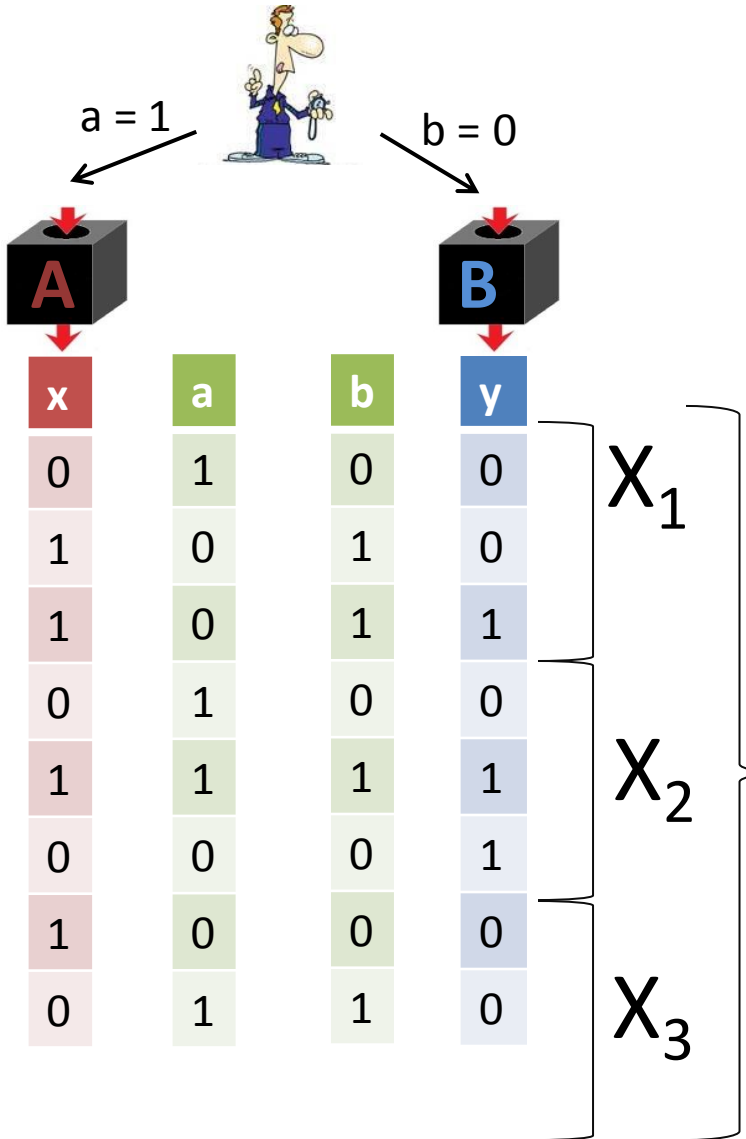 a = 1
b = 0
A B
x a b y
0 1 0 0
1 0 1 0
1 0 1 1
0 1 0 0
1 1 1 1
0 0 0 1
1 0 0 0
0 1 1 0
X₁
X₂
X₃